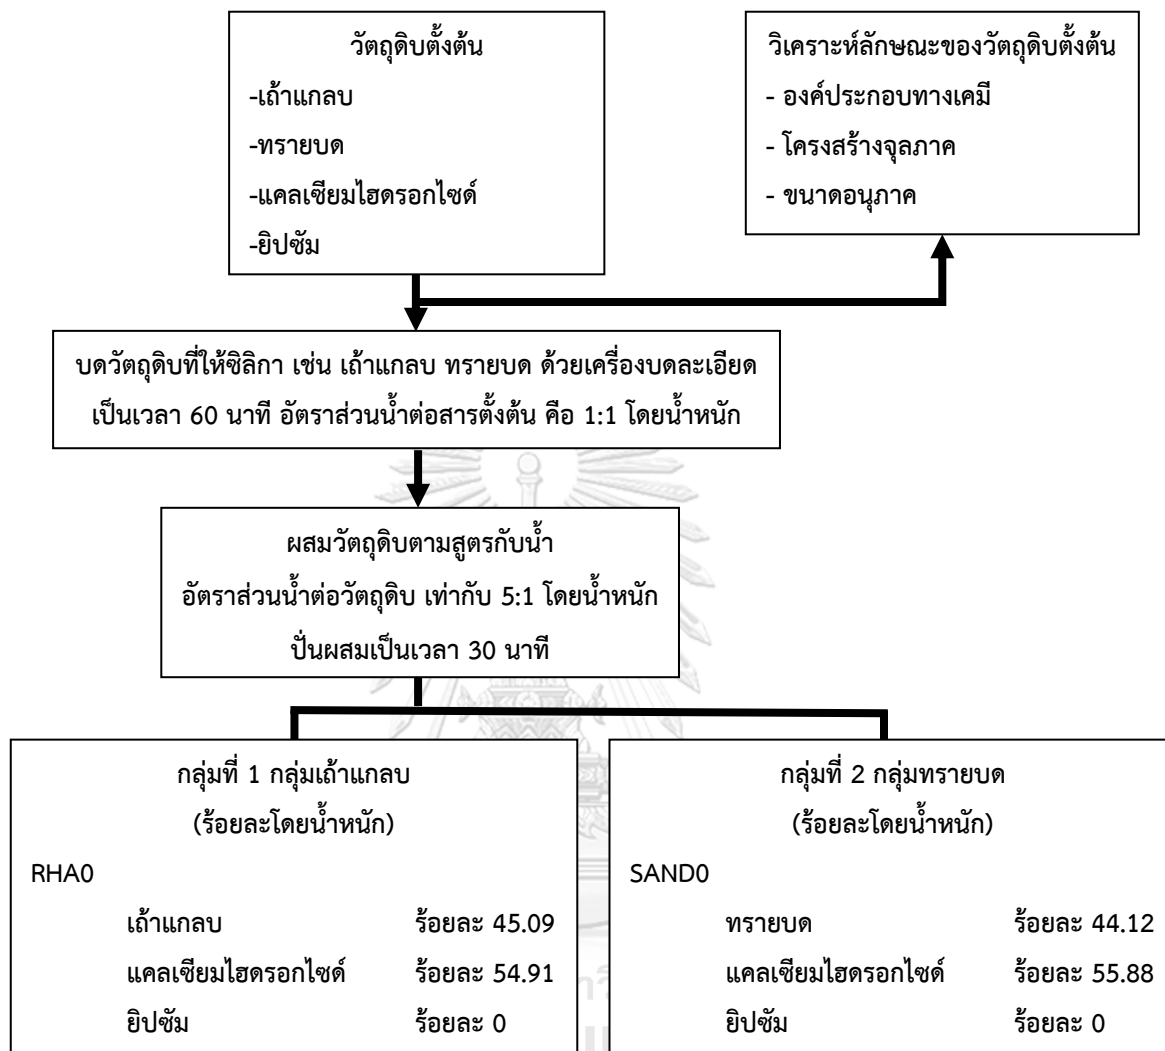 วัตถุดิบตั้งต้น
-เถ้าแกลบ
-ทรายบด
-แคลเซียมไฮดรอกไซด์
-ยิปซัม
วิเคราะห์ลักษณะของวัตถุดิบตั้งต้น
- องค์ประกอบทางเคมี
- โครงสร้างจุลภาค
- ขนาดอนุภาค
บดวัตถุดิบที่ให้ซิลิกา เช่น เถ้าแกลบ ทรายบด ด้วยเครื่องบดละเอียด
เป็นเวลา 60 นาที อัตราส่วนน้ำต่อสารตั้งต้น คือ 1:1 โดยน้ำหนัก
ผสมวัตถุดิบตามสูตรกับน้ำ
อัตราส่วนน้ำต่อวัตถุดิบ เท่ากับ 5:1 โดยน้ำหนัก
ปั่นผสมเป็นเวลา 30 นาที
กลุ่มที่ 1 กลุ่มเถ้าแกลบ
(ร้อยละโดยน้ำหนัก)
RHA0
เถ้าแกลบ ร้อยละ 45.09
แคลเซียมไฮดรอกไซด์ ร้อยละ 54.91
ยิปซัม ร้อยละ 0
กลุ่มที่ 2 กลุ่มทรายบด
(ร้อยละโดยน้ำหนัก)
SAND0
ทรายบด ร้อยละ 44.12
แคลเซียมไฮดรอกไซด์ ร้อยละ 55.88
ยิปซัม ร้อยละ 0